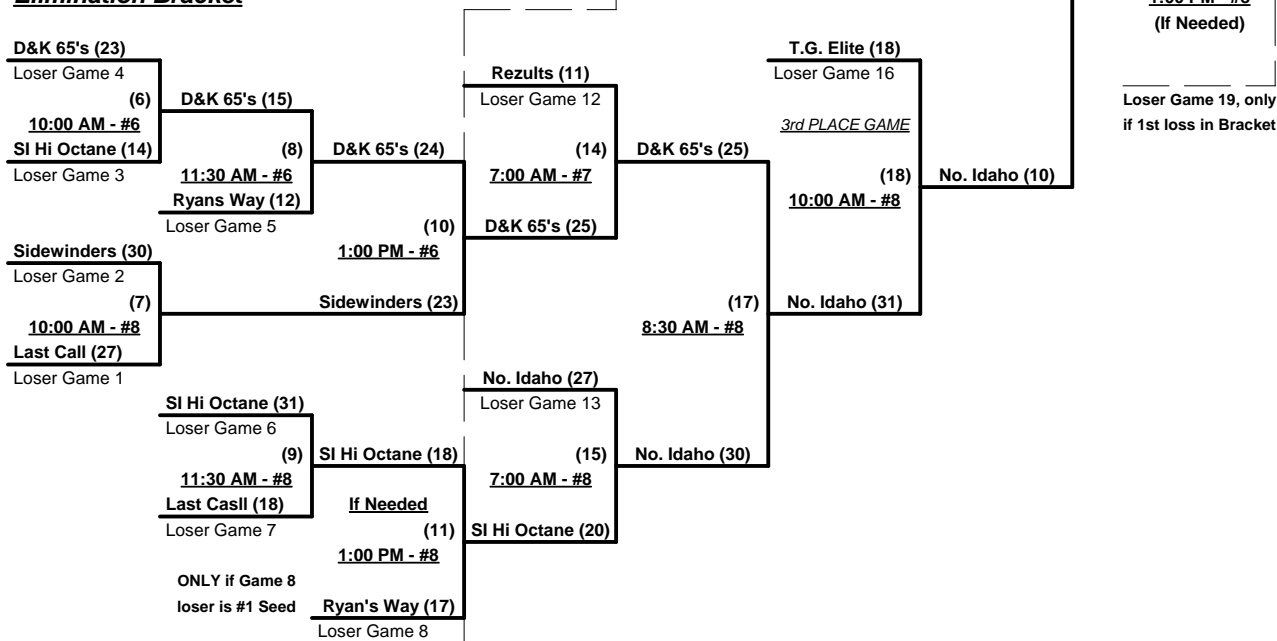 Elimination Bracket
(If Needed)
D&K 65's (23)
T.G. Elite (18)
Loser Game 4
Rezults (11)
Loser Game 16
(6)
D&K 65's (15)
Loser Game 12
Loser Game 19, only
10:00 AM - #6
3rd PLACE GAME
if 1st loss in Bracket
SI Hi Octane (14)
(8)
D&K 65's (24)
(14)
D&K 65's (25)
Loser Game 3
11:30 AM - #6
7:00 AM - #7
(18)
No. Idaho (10)
Ryans Way (12)
10:00 AM - #8
Loser Game 5
(10)
D&K 65's (25)
Sidewinders (30)
1:00 PM - #6
Loser Game 2
(7)
Sidewinders (23)
(17)
No. Idaho (31)
10:00 AM - #8
8:30 AM - #8
Last Call (27)
Loser Game 1
No. Idaho (27)
SI Hi Octane (31)
Loser Game 13
Loser Game 6
(9)
SI Hi Octane (18)
(15)
No. Idaho (30)
11:30 AM - #8
7:00 AM - #8
Last Casll (18)
If Needed
Loser Game 7
(11)
SI Hi Octane (20)
1:00 PM - #8
ONLY if Game 8
loser is #1 Seed
Ryan's Way (17)
Loser Game 8